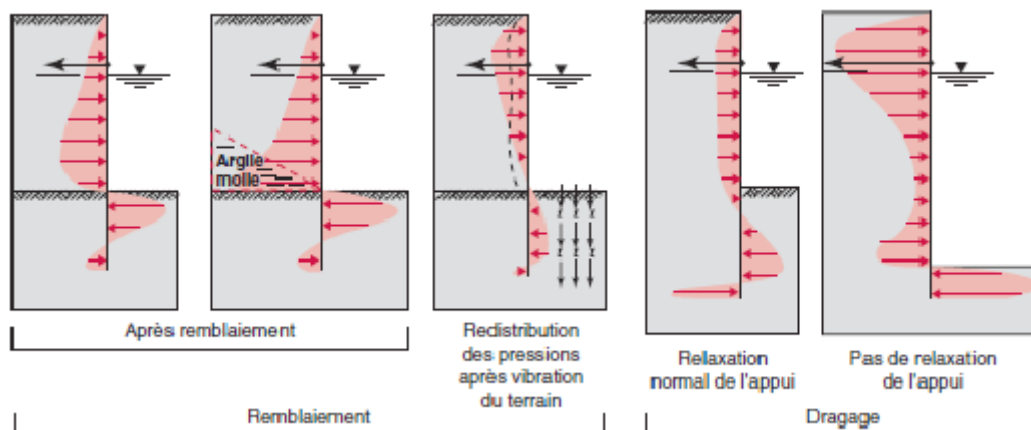 Argile
molle
Après remblaiement
Redistribution
des pressions
après vibration
du terrain
Rellaxation
normal de l'appui
Pas de relaxation
de l'appui
Remblaiement
Dragage